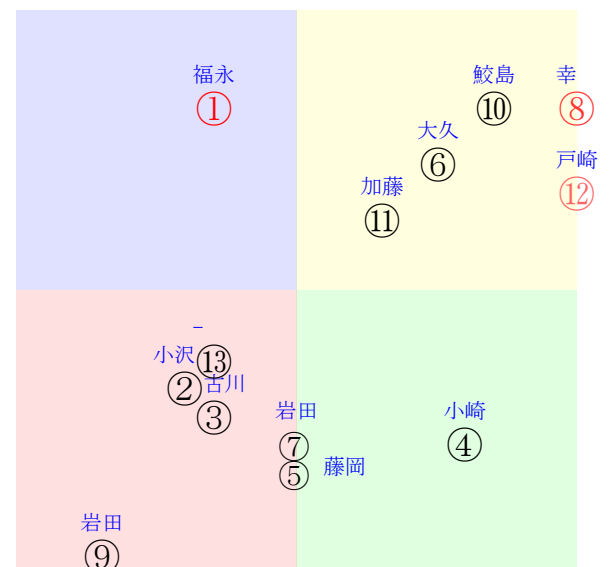 福永
①
鮫島
⑩
幸
⑧
大久
⑥
戸崎
⑫
加藤
⑪
－
⑬
小沢
②
古川
③
岩田
⑦
小崎
④
藤岡
⑤
岩田
⑨